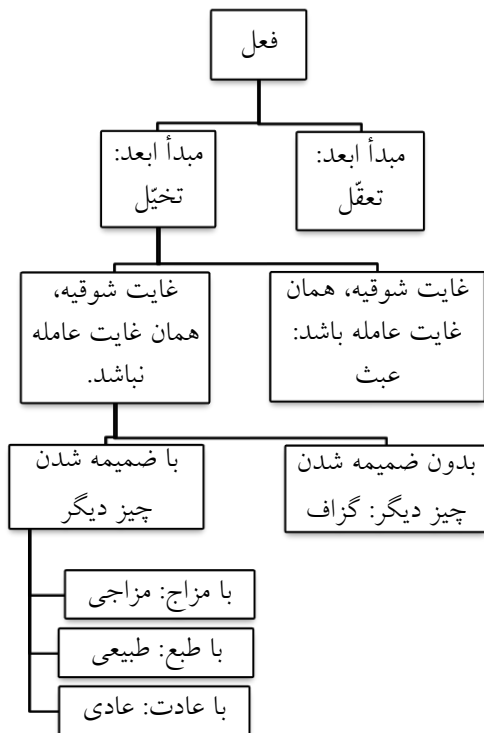 فعل
مبدأ ابعد:
تعقّل
مبدأ ابعد:
تخیّل
غایت شوقیه، همان
غایت عامله باشد:
عبث
غایت شوقیه،
همان غایت عامله
نباشد.
بدون ضمیمه شدن
چیز دیگر: گزاف
با ضمیمه شدن
چیز دیگر
با مزاج: مزاجی
با طبع: طبیعی
با عادت: عادی